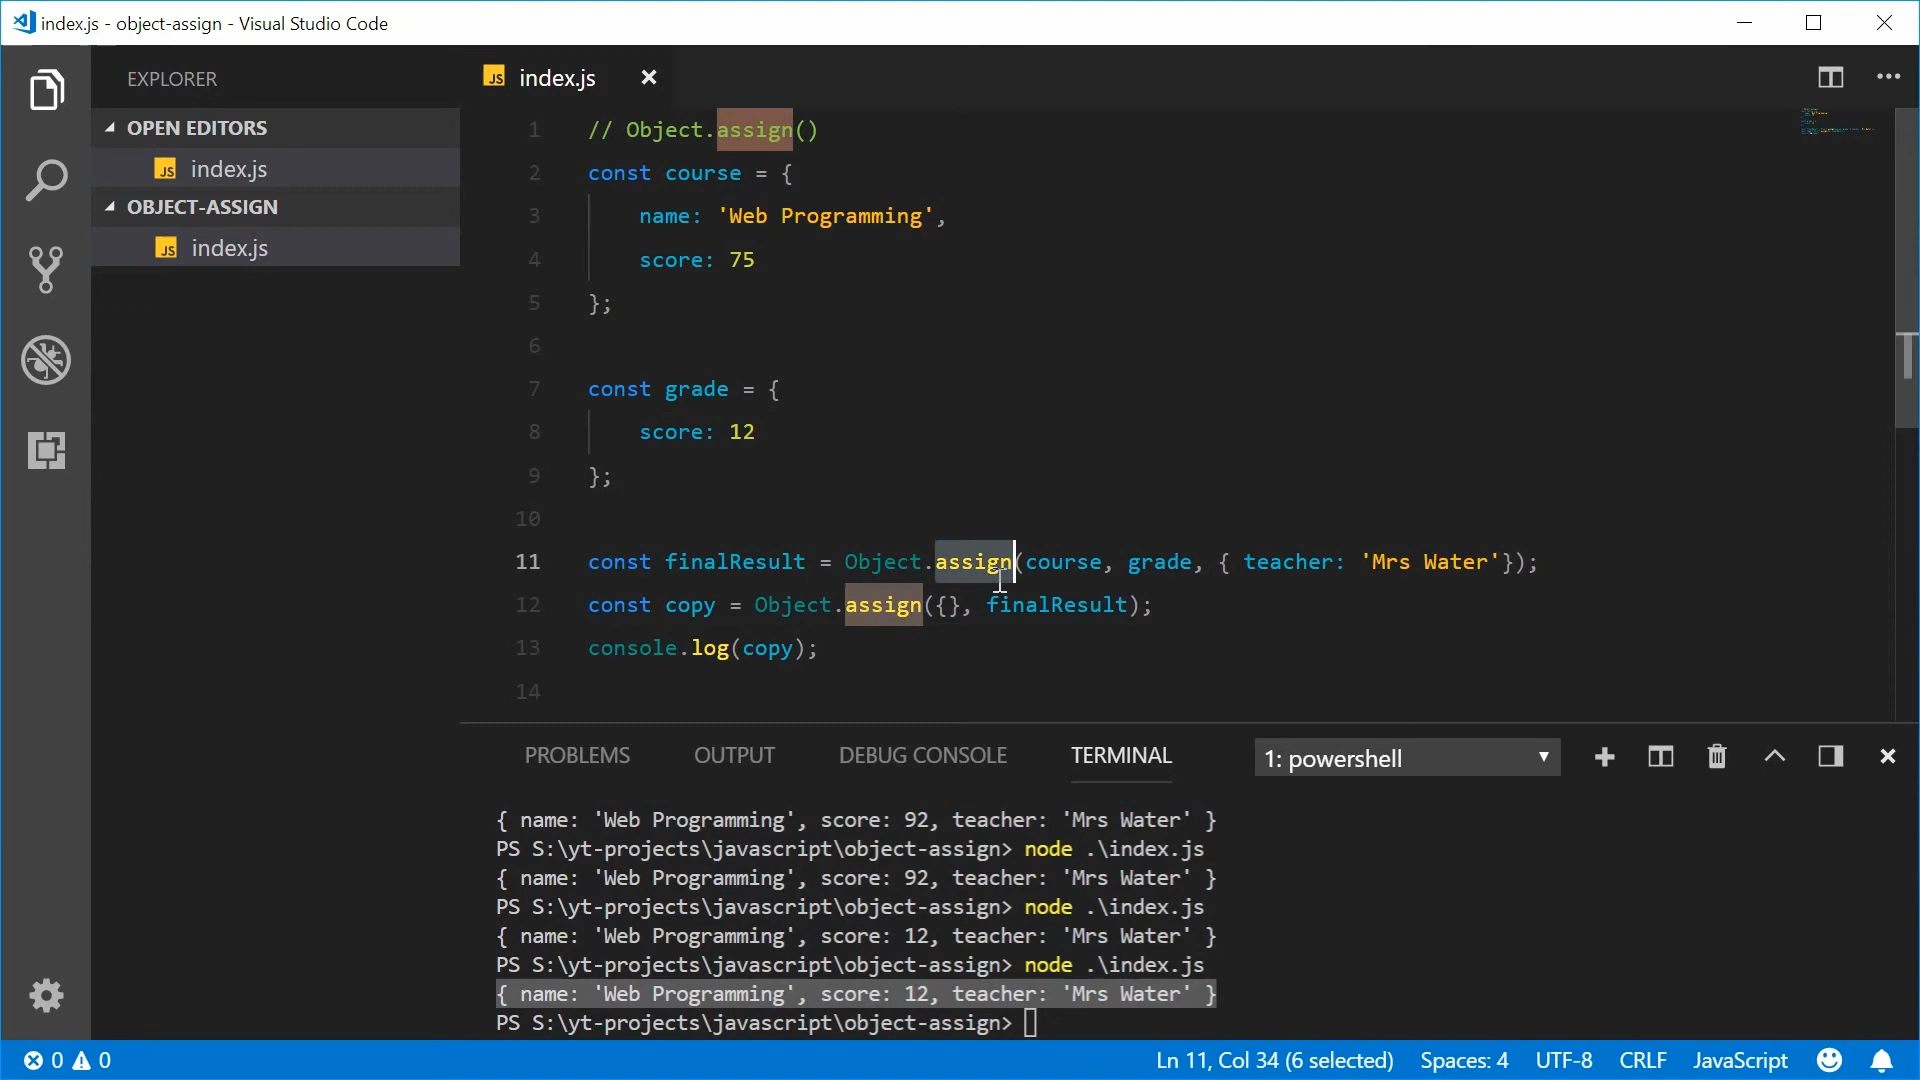 index.js - object-assign - Visual Studio Code
EXPLORER
OPEN EDITORS
JS index.js
OBJECT-ASSIGN
JS index.js
JS index.js
1 // Object.assign()
2 const course = {
3 name: 'Web Programming',
4 score: 75
5 };
6
7 const grade = {
8 score: 12
9 };
10
11 const finalResult = Object.assign(course, grade, { teacher: 'Mrs Water'});
12 const copy = Object.assign({}, finalResult);
13 console.log(copy);
14
PROBLEMS OUTPUT DEBUG CONSOLE TERMINAL 1: powershell
{ name: 'Web Programming', score: 92, teacher: 'Mrs Water' }
PS S:\yt-projects\javascript\object-assign> node .\index.js
{ name: 'Web Programming', score: 92, teacher: 'Mrs Water' }
PS S:\yt-projects\javascript\object-assign> node .\index.js
{ name: 'Web Programming', score: 12, teacher: 'Mrs Water' }
PS S:\yt-projects\javascript\object-assign> node .\index.js
{ name: 'Web Programming', score: 12, teacher: 'Mrs Water' }
PS S:\yt-projects\javascript\object-assign>
0 0 Ln 11, Col 34 (6 selected) Spaces: 4 UTF-8 CRLF JavaScript